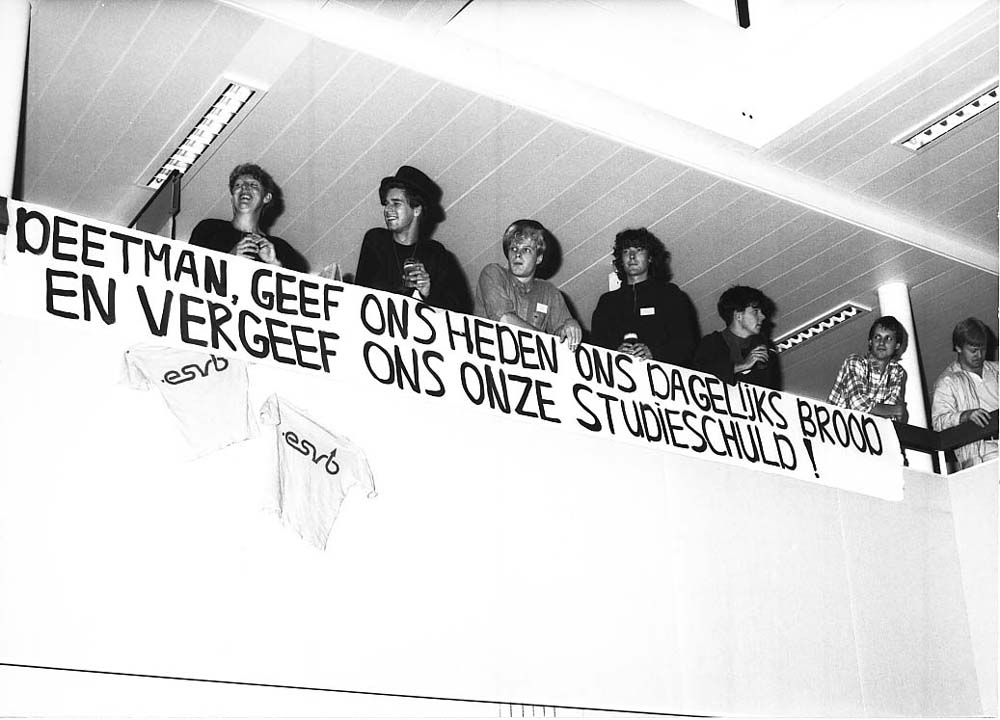 DEETMAN, GEEF ONS HEDEN ONS DAGELIJKS BROOD
EN VERGEEF ONS ONZE STUDIESCHULD!
.esvb
.esvb